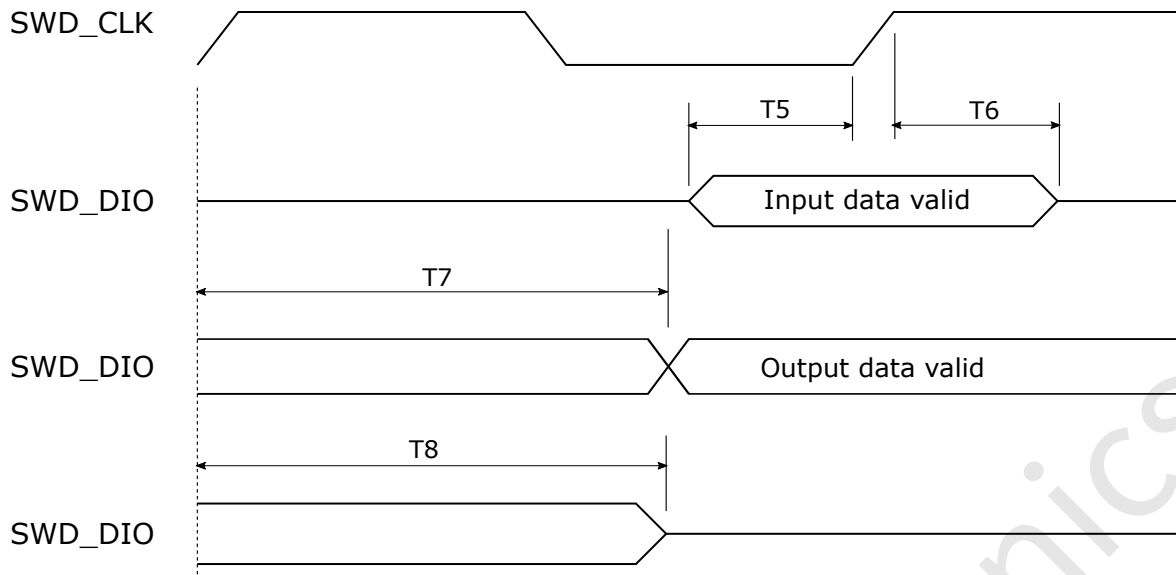 SWD_CLK
T5
T6
SWD_DIO
Input data valid
T7
SWD_DIO
Output data valid
T8
SWD_DIO